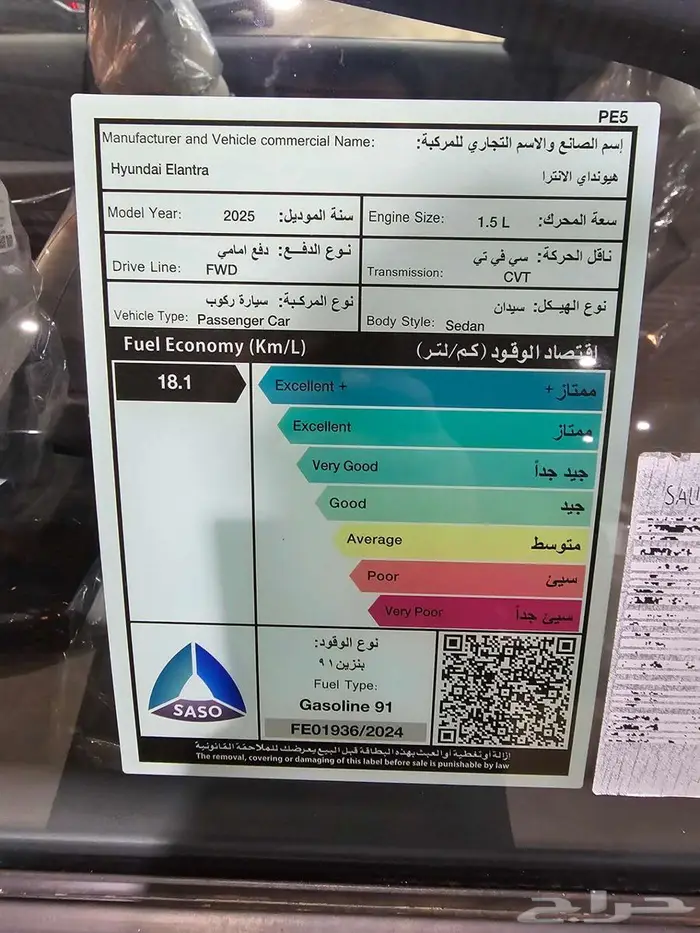 PE5
Manufacturer and Vehicle commercial Name: إسم الصانع والاسم التجاري للمركبة:
Hyundai Elantra هيونداي الانترا
Model Year: 2025 سنة الموديل: Engine Size: 1.5 L سعة المحرك:
نوع الدفع: دفع امامي ناقل الحركة: سي في تي
Drive Line: FWD Transmission: CVT
نوع المركبة: سيارة ركوب نوع الهيكل: سيدان
Vehicle Type: Passenger Car Body Style: Sedan
Fuel Economy (Km/L) إقتصاد الوقود (كم/لتر)
18.1 Excellent + ممتاز +
Excellent ممتاز
Very Good جيد جداً
Good جيد
Average متوسط
Poor سيئ
Very Poor سيئ جداً
نوع الوقود:
بنزين ٩١
Fuel Type:
Gasoline 91
FE01936/2024
SASO
ازالة أو تغطية أو العبث بهذه البطاقة قبل البيع يعرضك للملاحقة القانونية
The removal, covering or damaging of this label before sale is punishable by law
حراج